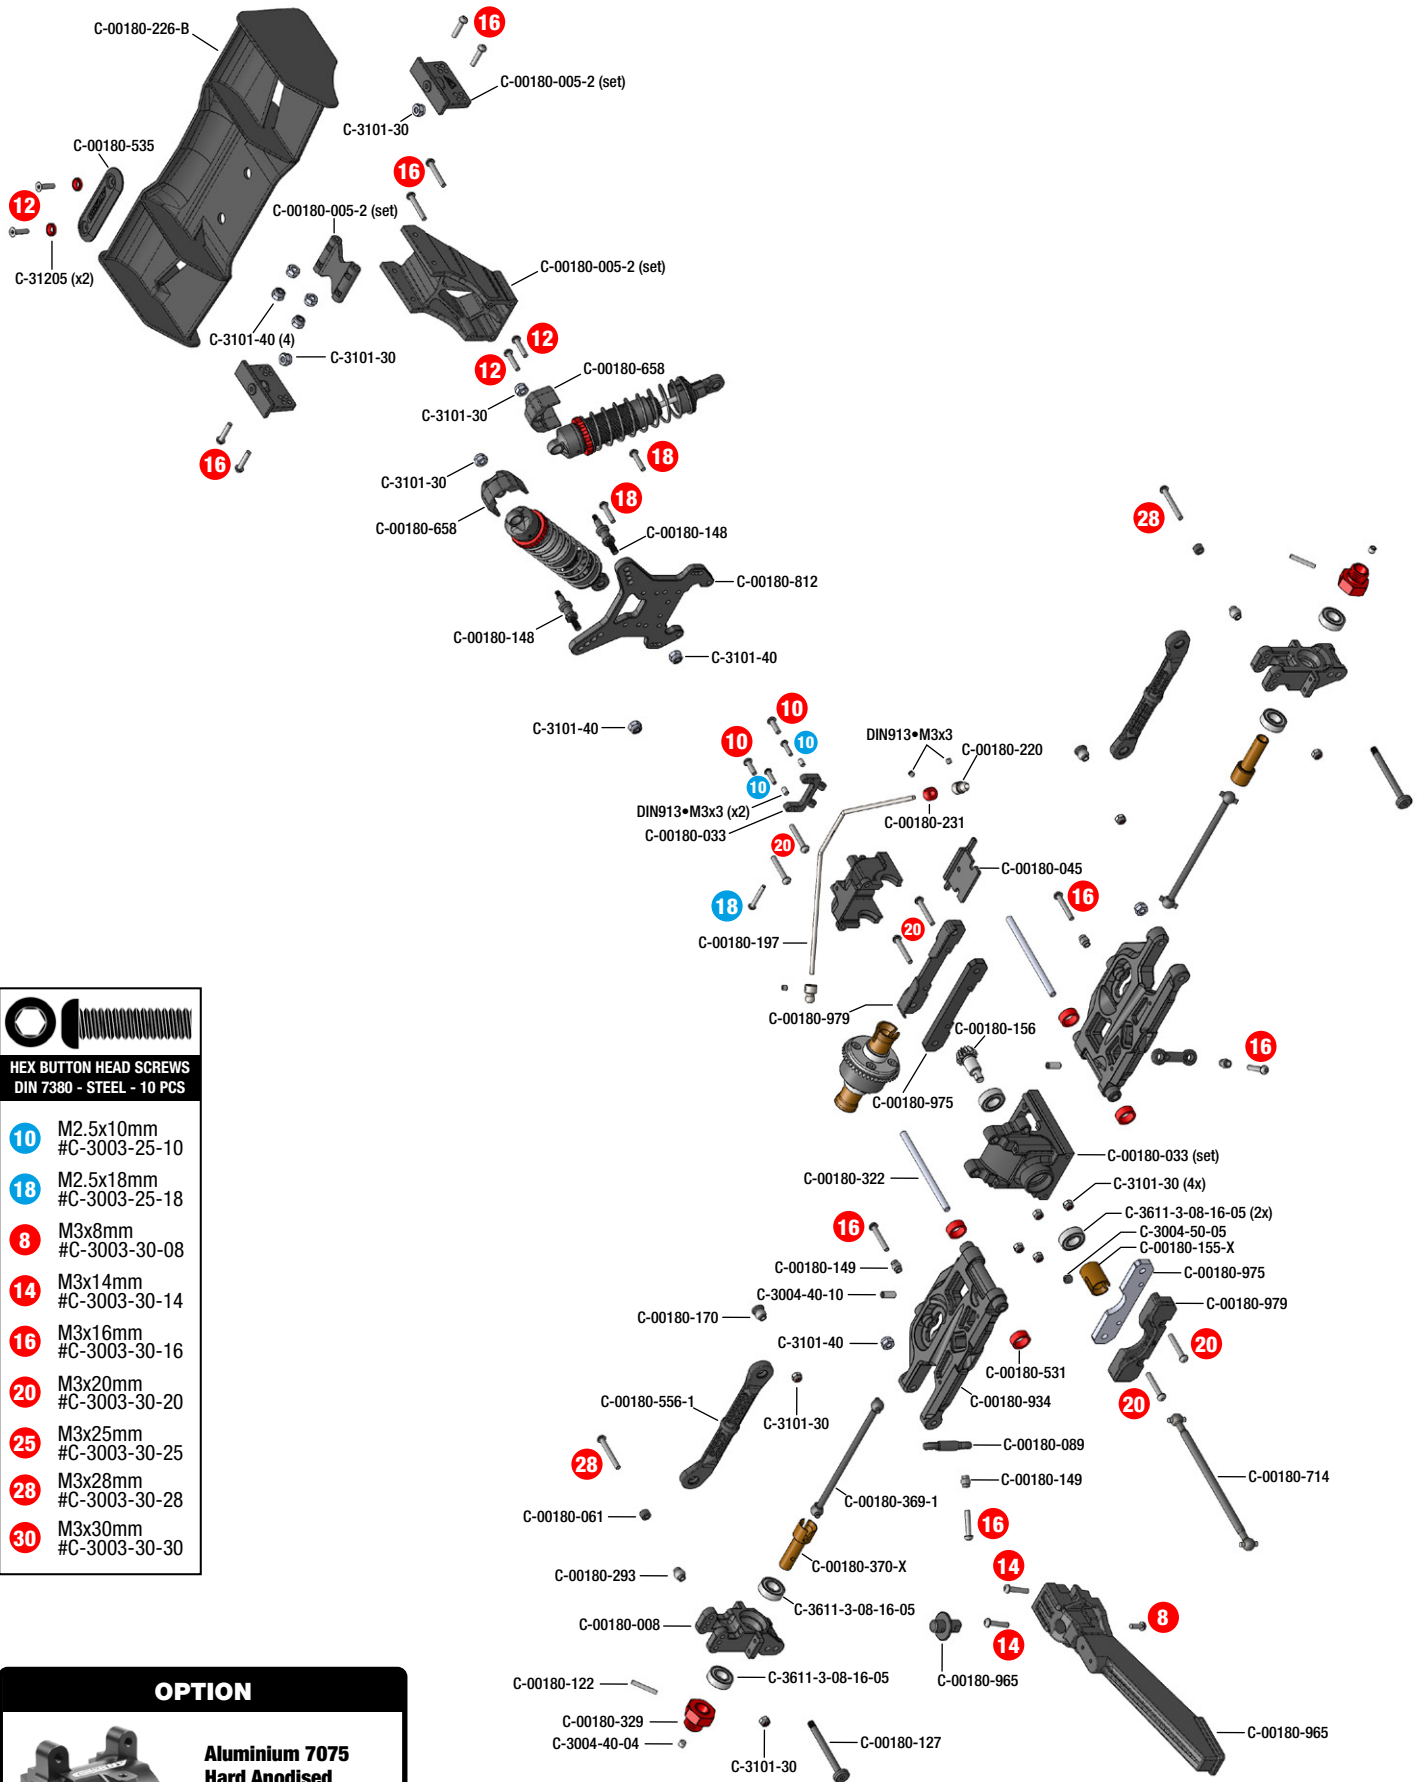 C-00180-226-B
16
C-00180-005-2 (set)
C-3101-30
C-00180-535
16
12
C-00180-005-2 (set)
C-31205 (x2)
C-00180-005-2 (set)
C-3101-40 (4)
C-3101-30
12
12
C-00180-658
C-3101-30
16
18
C-3101-30
18
C-00180-658
C-00180-148
28
C-00180-812
C-00180-148
C-3101-40
C-3101-40
10
10
10
10
DIN913•M3x3
C-00180-220
DIN913•M3x3 (x2)
C-00180-033
C-00180-231
20
C-00180-045
18
16
20
C-00180-197
C-00180-979
C-00180-156
16
C-00180-975
C-00180-033 (set)
C-00180-322
C-3101-30 (4x)
C-3611-3-08-16-05 (2x)
C-3004-50-05
C-00180-155-X
16
C-00180-149
C-00180-975
C-3004-40-10
C-00180-979
C-00180-170
C-3101-40
20
C-00180-531
C-00180-556-1
C-00180-934
20
C-3101-30
C-00180-089
28
C-00180-149
C-00180-714
C-00180-369-1
C-00180-061
16
C-00180-370-X
C-00180-293
14
C-3611-3-08-16-05
C-00180-008
8
14
C-3611-3-08-16-05
C-00180-965
C-00180-122
C-00180-329
C-00180-965
C-3004-40-04
C-00180-127
C-3101-30
HEX BUTTON HEAD SCREWS
DIN 7380 - STEEL - 10 PCS
10 M2.5x10mm
#C-3003-25-10
18 M2.5x18mm
#C-3003-25-18
8 M3x8mm
#C-3003-30-08
14 M3x14mm
#C-3003-30-14
16 M3x16mm
#C-3003-30-16
20 M3x20mm
#C-3003-30-20
25 M3x25mm
#C-3003-30-25
28 M3x28mm
#C-3003-30-28
30 M3x30mm
#C-3003-30-30
OPTION
Aluminium 7075
Hard Anodised